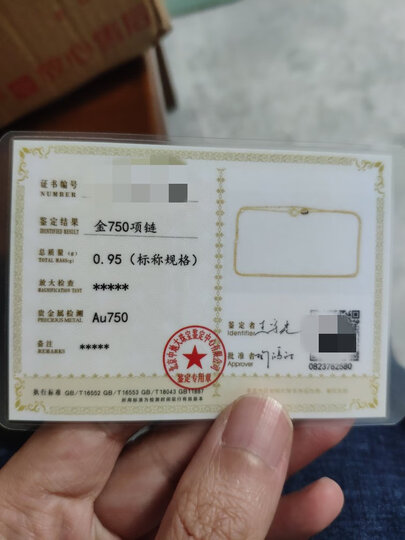 证书编号
NUMBER
鉴定结果
IDENTIFIED RESULT
金750项链
总质量(g)
TOTAL MASS(g)
0.95（标称规格）
放大检查
MAGNIFICATION TEST
*****
贵金属检测
PRECIOUS METAL
Au750
备注
REMARKS
*****
鉴定者
Identifier
批准者
Approver
0823762580
鉴定专用章
执行标准 GB/T16552 GB/T16553 GB/T18043 GB11887